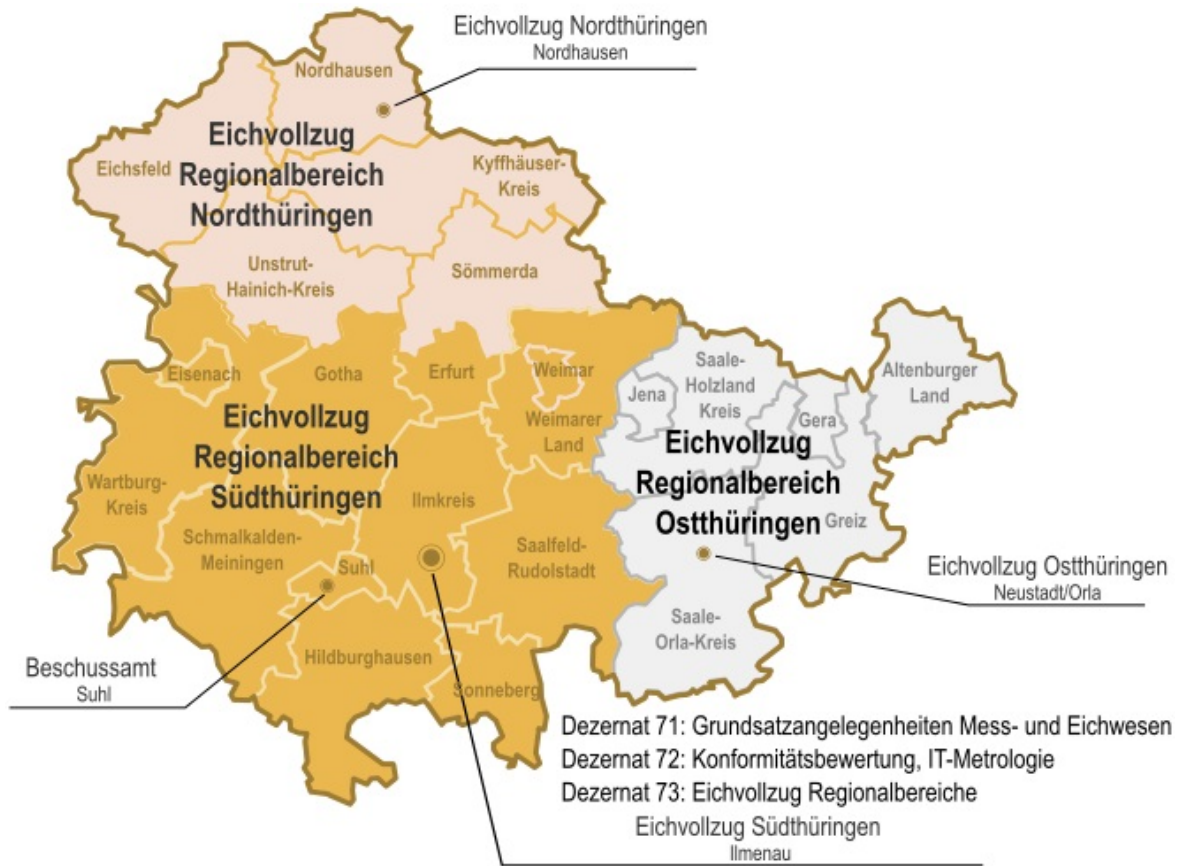 Eichvollzug Nordthüringen
Nordhausen
Nordhausen
Eichvollzug
Regionalbereich
Nordthüringen
Eichsfeld
Kyffhäuser-
Kreis
Unstrut-
Hainich-Kreis
Sömmerda
Eisenach
Gotha
Erfurt
Weimar
Weimarer
Land
Eichvollzug
Regionalbereich
Südthüringen
Wartburg-
Kreis
Ilmkreis
Schmalkalden-
Meiningen
Suhl
Saalfeld-
Rudolstadt
Hildburghausen
Sonneberg
Jena
Saale-
Holzland
Kreis
Gera
Altenburger
Land
Eichvollzug
Regionalbereich
Ostthüringen
Greiz
Saale-
Orla-Kreis
Eichvollzug Ostthüringen
Neustadt/Orla
Beschussamt
Suhl
Dezernat 71: Grundsatzangelegenheiten Mess- und Eichwesen
Dezernat 72: Konformitätsbewertung, IT-Metrologie
Dezernat 73: Eichvollzug Regionalbereiche
Eichvollzug Südthüringen
Ilmenau